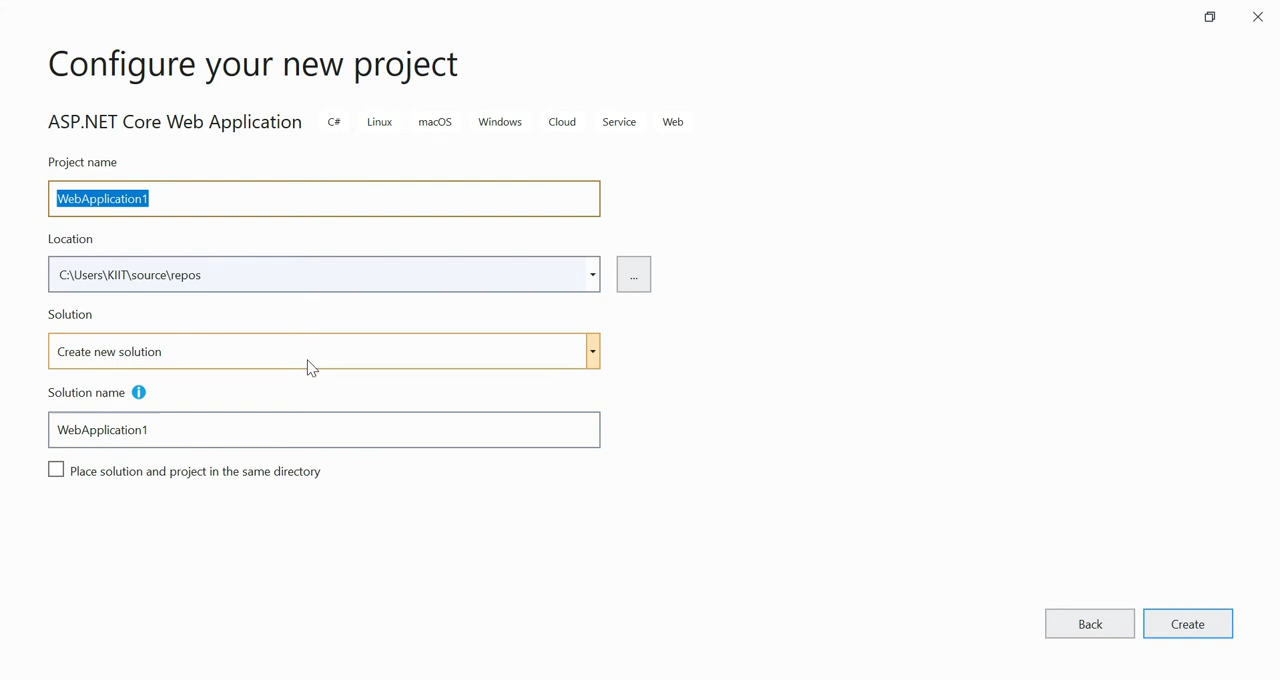 Configure your new project
ASP.NET Core Web Application C# Linux macOS Windows Cloud Service Web
Project name
WebApplication1
Location
C:\Users\KIIT\source\repos
...
Solution
Create new solution
Solution name
WebApplication1
Place solution and project in the same directory
Back
Create